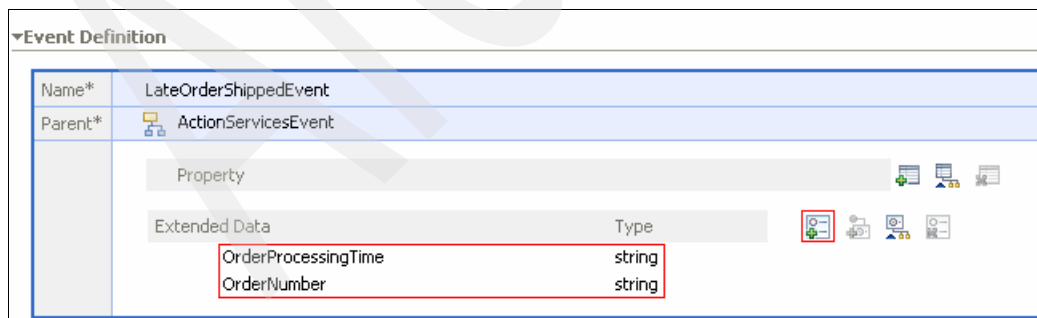 Event Definition
Name* LateOrderShippedEvent
Parent* ActionServicesEvent
Property
Extended Data Type
OrderProcessingTime string
OrderNumber string